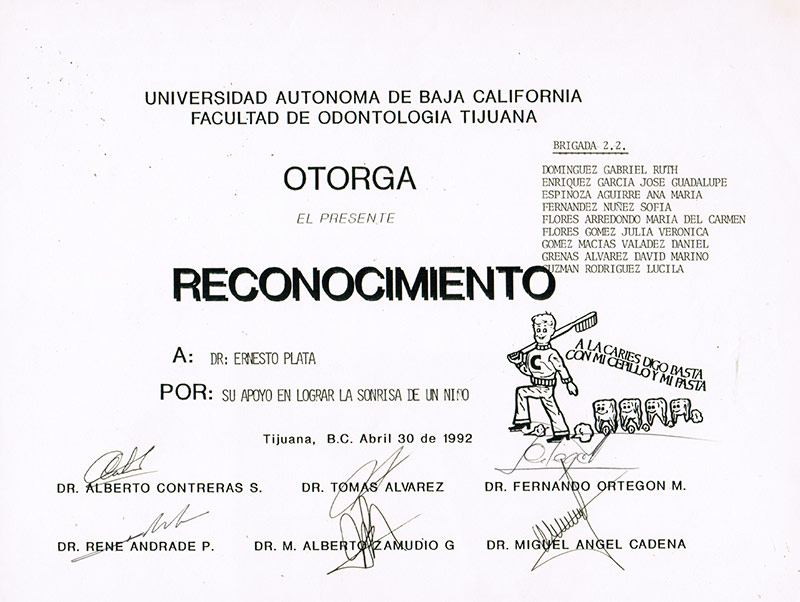 UNIVERSIDAD AUTONOMA DE BAJA CALIFORNIA
FACULTAD DE ODONTOLOGIA TIJUANA
BRIGADA 2.2.
DOMINGUEZ GABRIEL RUTH
ENRIQUEZ GARCIA JOSE GUADALUPE
ESPINOZA AGUIRRE ANA MARIA
FERNANDEZ NUÑEZ SOFIA
FLORES ARREDONDO MARIA DEL CARMEN
FLORES GOMEZ JULIA VERONICA
GOMEZ MACIAS VALADEZ DANIEL
GRENAS ALVAREZ DAVID MARINO
GUZMAN RODRIGUEZ LUCILA
OTORGA
EL PRESENTE
RECONOCIMIENTO
A: DR: ERNESTO PLATA
POR: SU APOYO EN LOGRAR LA SONRISA DE UN NIÑO
C
A LA CARIES DIGO BASTA
CON MI CEPILLO Y MI PASTA
Tijuana, B.C. Abril 30 de 1992
DR. ALBERTO CONTRERAS S.
DR. TOMAS ALVAREZ
DR. FERNANDO ORTEGON M.
DR. RENE ANDRADE P.
DR. M. ALBERTO ZAMUDIO G
DR. MIGUEL ANGEL CADENA